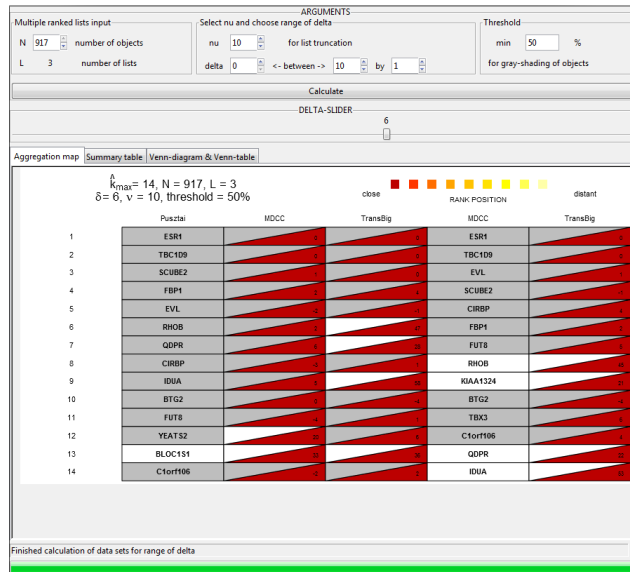 ARGUMENTS
Multiple ranked lists input
Select nu and choose range of delta
Threshold
N 917 number of objects
nu 10 for list truncation
min 50 %
L 3 number of lists
delta 0 <- between -> 10 by 1
for gray-shading of objects
Calculate
DELTA-SLIDER
6
Aggregation map Summary table Venn-diagram & Venn-table
k̂max= 14, N = 917, L = 3
δ= 6, ν = 10, threshold = 50%
close RANK POSITION distant
Pusztai MDCC TransBig MDCC TransBig
1 ESR1 ESR1
2 TBC1D9 TBC1D9
3 SCUBE2 EVL
4 FBP1 SCUBE2
5 EVL CIRBP
6 RHOB FBP1
7 QDPR FUT8
8 CIRBP RHOB
9 IDUA KIAA1324
10 BTG2 BTG2
11 FUT8 TBX3
12 YEATS2 C1orf106
13 BLOC1S1 QDPR
14 C1orf106 IDUA
Finished calculation of data sets for range of delta